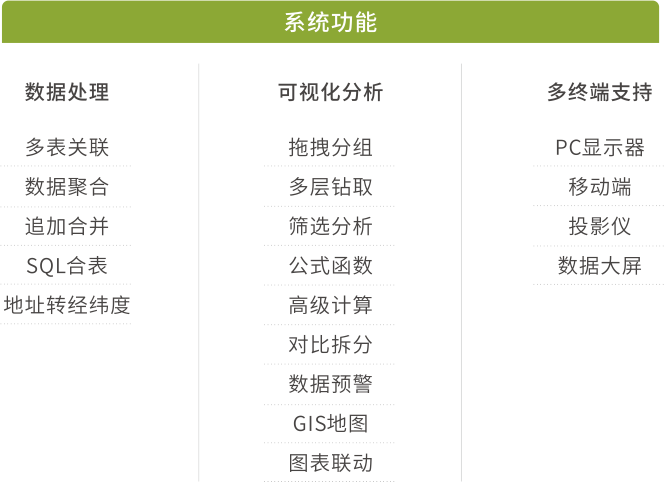 系统功能
数据处理
多表关联
数据聚合
追加合并
SQL合表
地址转经纬度
可视化分析
拖拽分组
多层钻取
筛选分析
公式函数
高级计算
对比拆分
数据预警
GIS地图
图表联动
多终端支持
PC显示器
移动端
投影仪
数据大屏